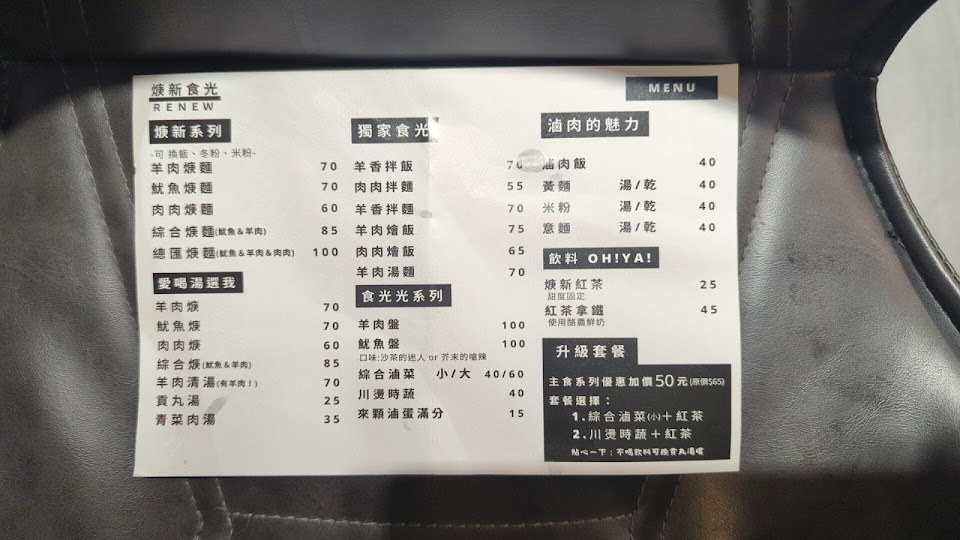 焿新食光
RENEW
MENU
焿新系列
-可 換飯、冬粉、米粉-
羊肉焿麵 70
魷魚焿麵 70
肉肉焿麵 60
綜合焿麵(魷魚&羊肉) 85
總匯焿麵(魷魚&羊肉&肉肉) 100
愛喝湯選我
羊肉焿 70
魷魚焿 70
肉肉焿 60
綜合焿(魷魚&羊肉) 85
羊肉清湯(有羊肉!) 70
貢丸湯 25
青菜肉湯 35
獨家食光
羊香拌飯 70
肉肉拌麵 55
羊香拌麵 70
羊肉燴飯 75
肉肉燴飯 65
羊肉湯麵 70
食光光系列
羊肉盤 100
魷魚盤 100
口味:沙茶的迷人 or 芥末的嗆辣
綜合滷菜 小/大 40/60
川燙時蔬 40
來顆滷蛋滿分 15
滷肉的魅力
滷肉飯 40
黃麵 湯/乾 40
米粉 湯/乾 40
意麵 湯/乾 40
飲料 OH!YA!
焿新紅茶 25
甜度固定
紅茶拿鐵 45
使用酪農鮮奶
升級套餐
主食系列優惠加價50元(原價$65)
套餐選擇:
1.綜合滷菜(小)+紅茶
2.川燙時蔬+紅茶
貼心一下:不喝飲料可換貢丸湯喔